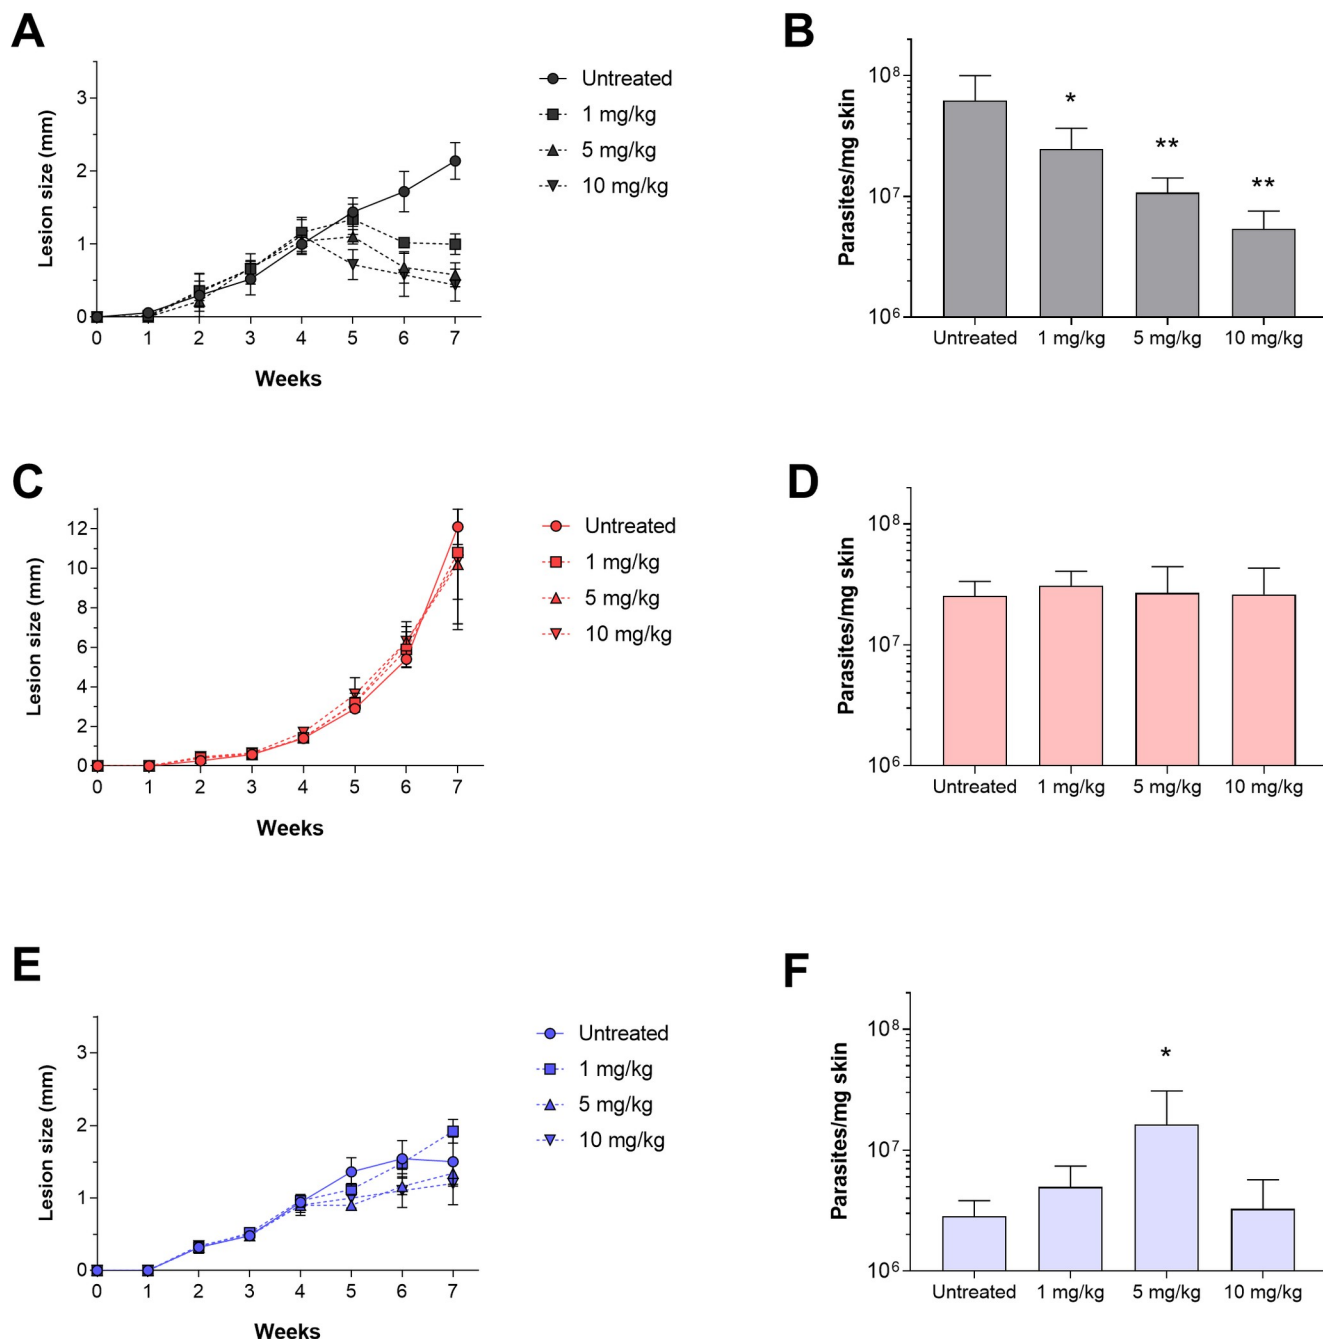 A
Lesion size (mm)
3
2
1
0
0 1 2 3 4 5 6 7
Weeks
Untreated
1 mg/kg
5 mg/kg
10 mg/kg
B
Parasites/mg skin
10⁸
10⁷
10⁶
* ** **
Untreated 1 mg/kg 5 mg/kg 10 mg/kg
C
Lesion size (mm)
12
10
8
6
4
2
0
0 1 2 3 4 5 6 7
Weeks
Untreated
1 mg/kg
5 mg/kg
10 mg/kg
D
Parasites/mg skin
10⁸
10⁷
10⁶
Untreated 1 mg/kg 5 mg/kg 10 mg/kg
E
Lesion size (mm)
3
2
1
0
0 1 2 3 4 5 6 7
Weeks
Untreated
1 mg/kg
5 mg/kg
10 mg/kg
F
Parasites/mg skin
10⁸
10⁷
10⁶
*
Untreated 1 mg/kg 5 mg/kg 10 mg/kg